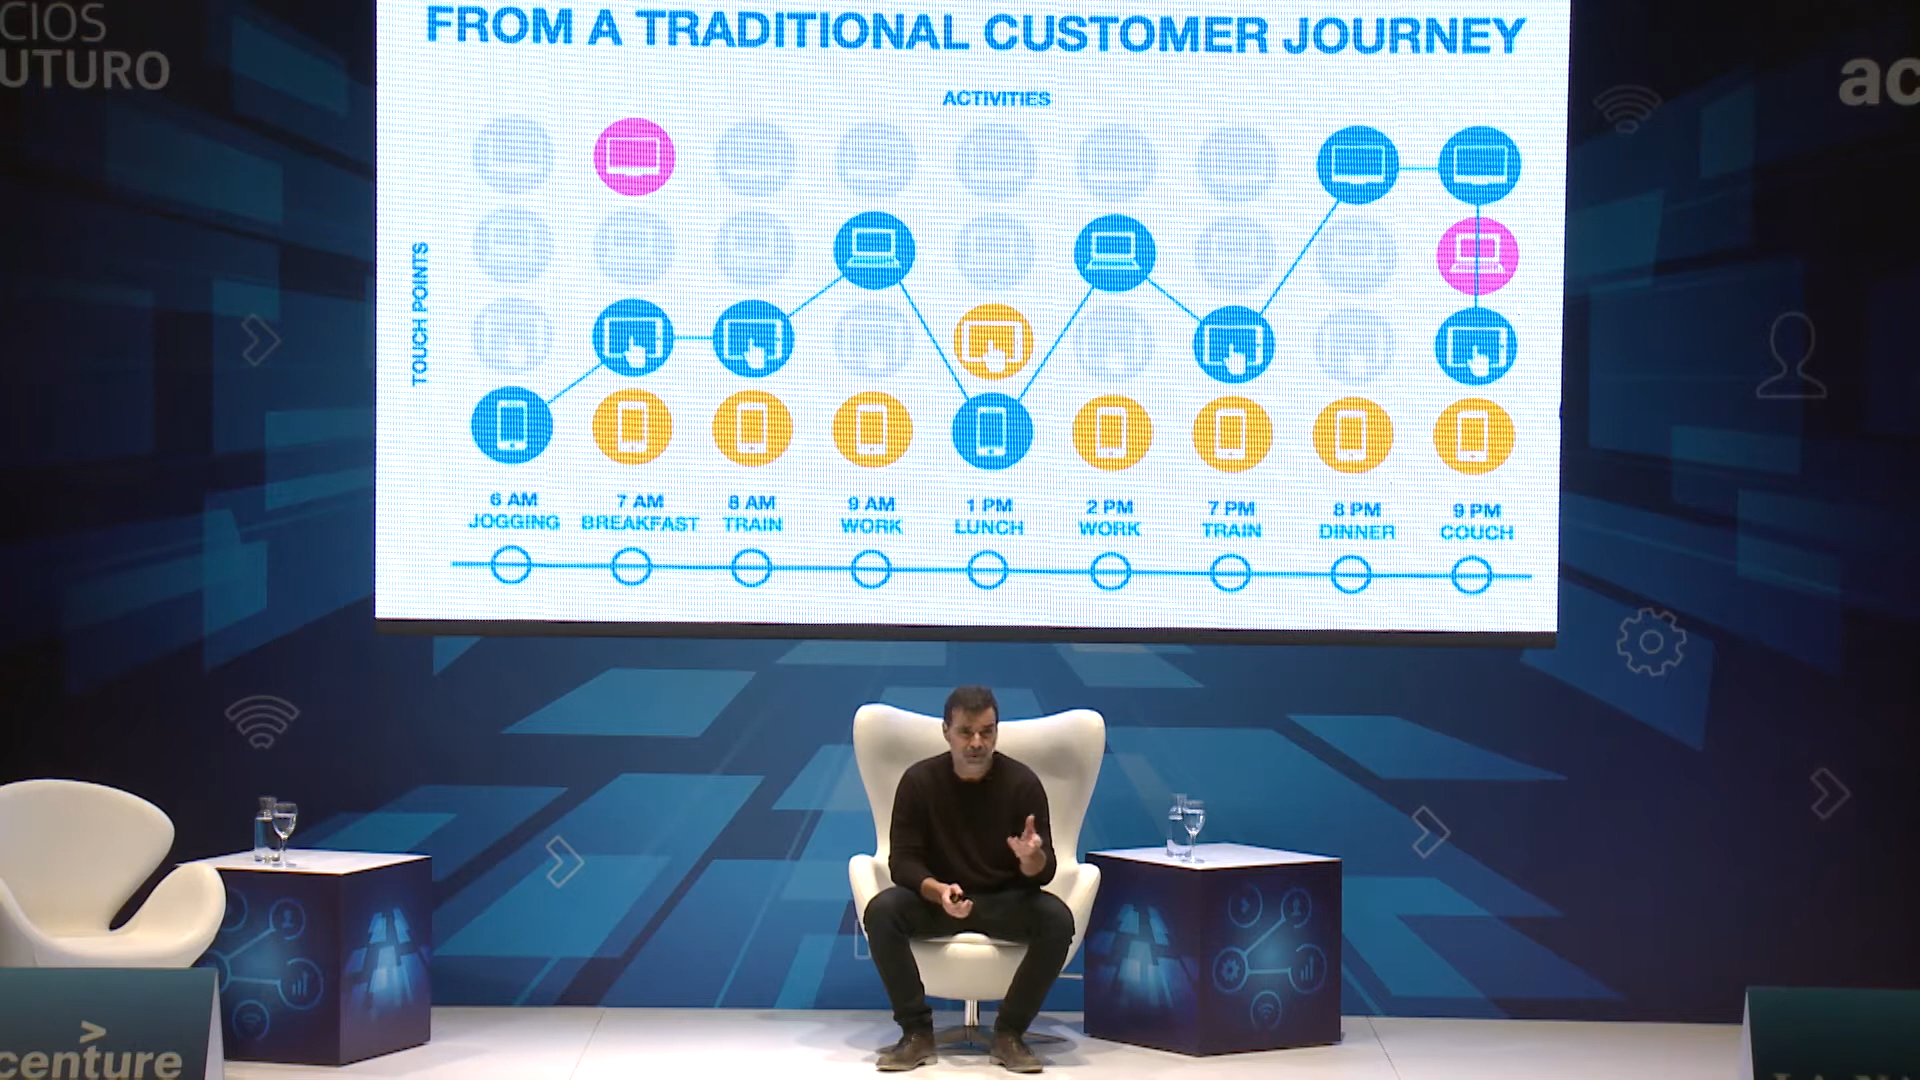 CIOS
UTURO
FROM A TRADITIONAL CUSTOMER JOURNEY
ac
ACTIVITIES
TOUCH POINTS
6 AM
JOGGING
7 AM
BREAKFAST
8 AM
TRAIN
9 AM
WORK
1 PM
LUNCH
2 PM
WORK
7 PM
TRAIN
8 PM
DINNER
9 PM
COUCH
centure